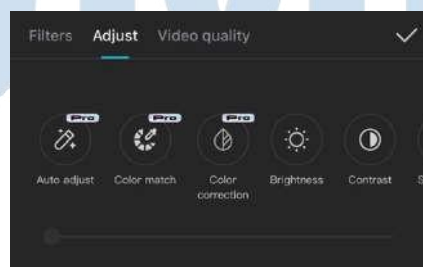 Filters Adjust Video quality
Pro Pro Pro
Auto adjust Color match Color correction Brightness Contrast